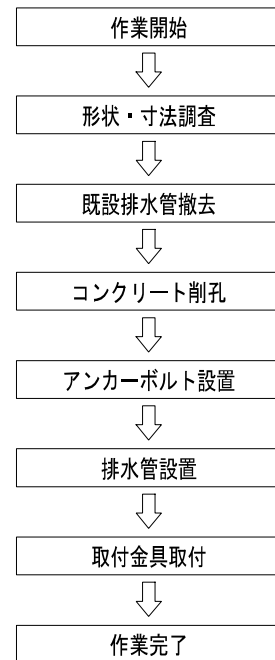 作業開始
形状・寸法調査
既設排水管撤去
コンクリート削孔
アンカーボルト設置
排水管設置
取付金具取付
作業完了